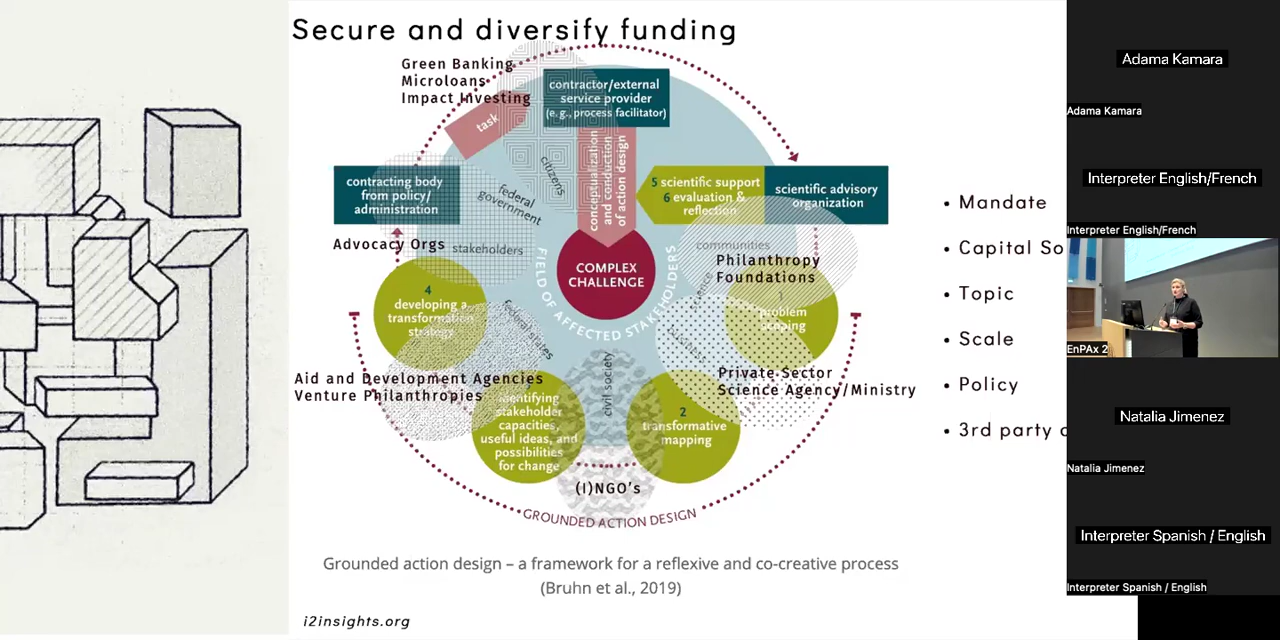 Secure and diversify funding
Green Banking
Microloans
Impact Investing
contractor/external
service provider
(e.g., process facilitator)
task
citizens
conceptualization
and conduction
of action design
contracting body
from policy/
administration
federal
government
5 scientific support
6 evaluation &
reflection
scientific advisory
organization
Advocacy Orgs
stakeholders
communities
Philanthropy
Foundations
COMPLEX
CHALLENGE
FIELD OF AFFECTED STAKEHOLDERS
4
developing a
transformation
strategy
federal states
1
problem
scoping
business
civil society
Aid and Development Agencies
Venture Philanthropies
Private Sector
Science Agency/Ministry
identifying
stakeholder
capacities,
useful ideas, and
possibilities
for change
2
transformative
mapping
(I)NGO's
GROUNDED ACTION DESIGN
Grounded action design – a framework for a reflexive and co-creative process
(Bruhn et al., 2019)
i2insights.org
• Mandate
• Capital So
• Topic
• Scale
• Policy
• 3rd party
Adama Kamara
Adama Kamara
Interpreter English/French
Interpreter English/French
EnPAx 2
Natalia Jimenez
Natalia Jimenez
Interpreter Spanish / English
Interpreter Spanish / English